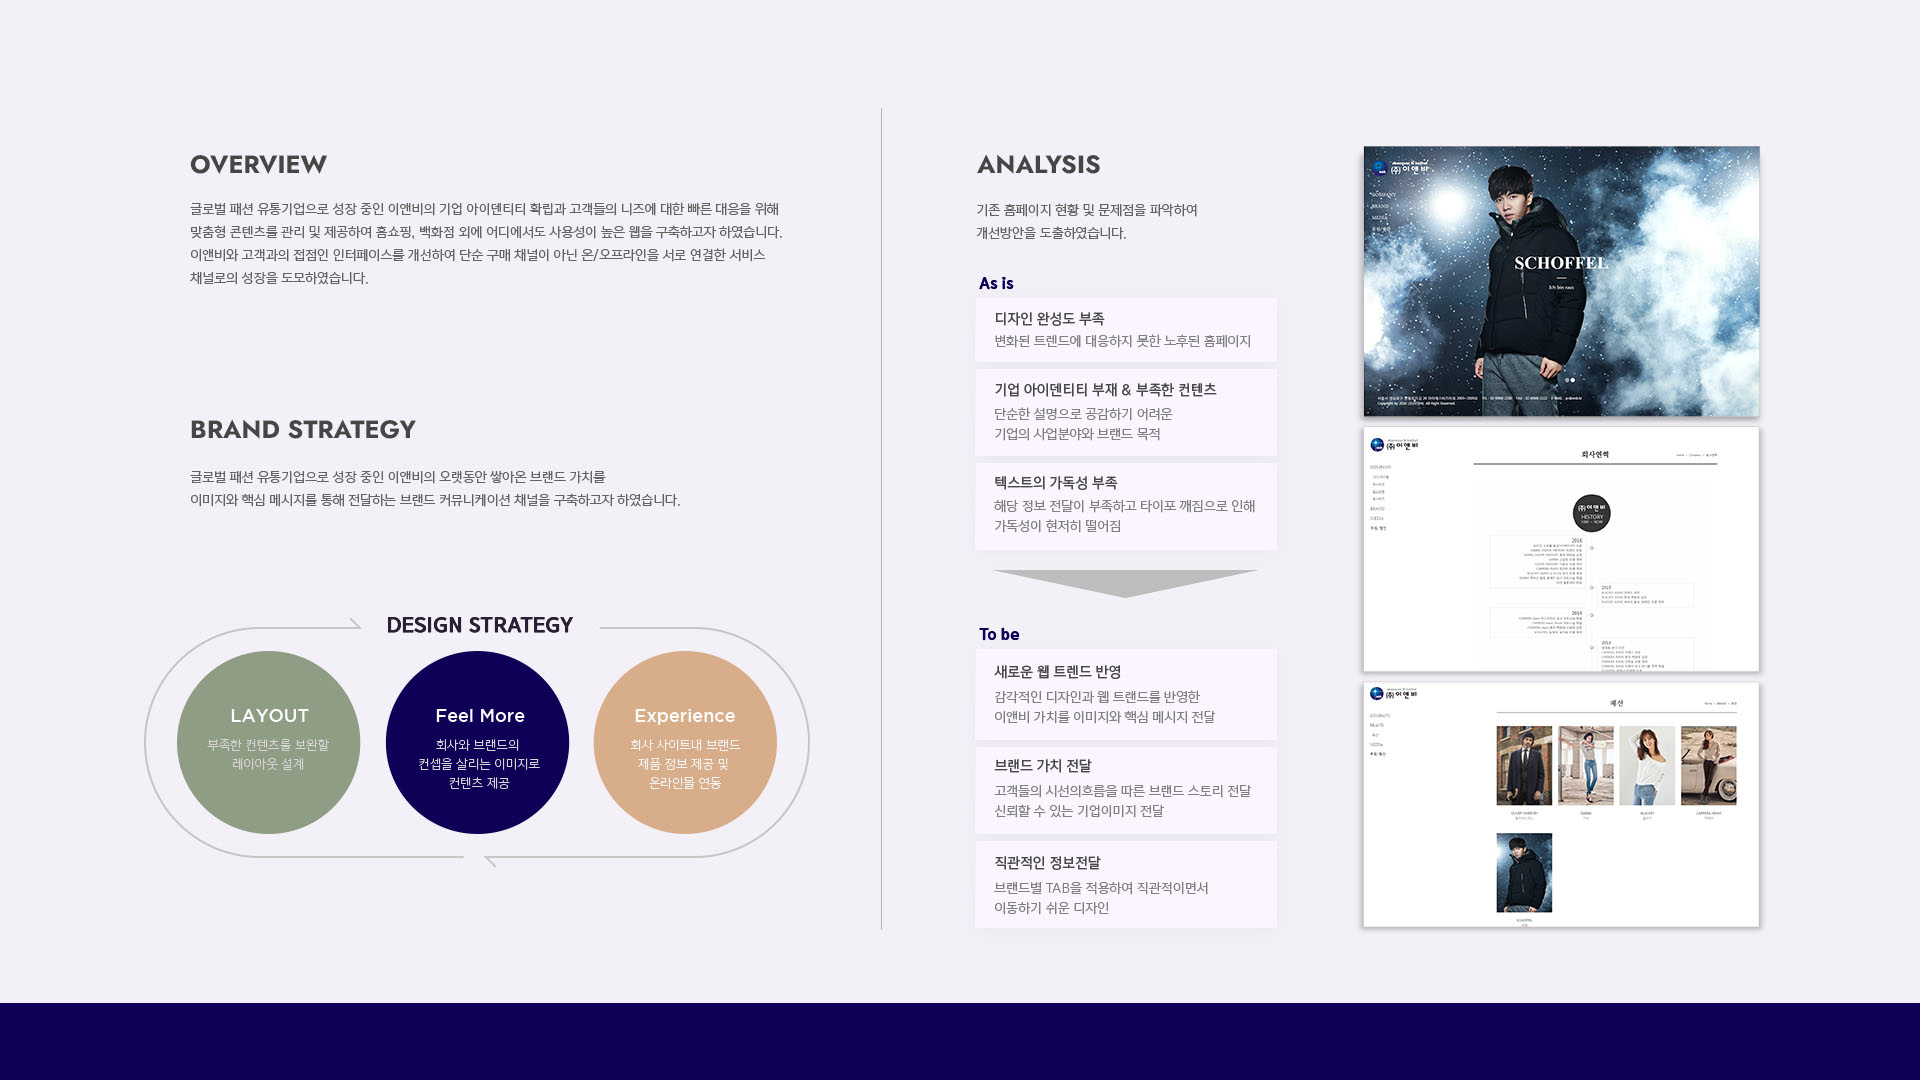 OVERVIEW
글로벌 패션 유통기업으로 성장 중인 이앤비의 기업 아이덴티티 확립과 고객들의 니즈에 대한 빠른 대응을 위해
맞춤형 콘텐츠를 관리 및 제공하여 홈쇼핑, 백화점 외에 어디에서도 사용성이 높은 웹을 구축하고자 하였습니다.
이앤비와 고객과의 접점인 인터페이스를 개선하여 단순 구매 채널이 아닌 온/오프라인을 서로 연결한 서비스
채널로의 성장을 도모하였습니다.
BRAND STRATEGY
글로벌 패션 유통기업으로 성장 중인 이앤비의 오랫동안 쌓아온 브랜드 가치를
이미지와 핵심 메시지를 통해 전달하는 브랜드 커뮤니케이션 채널을 구축하고자 하였습니다.
DESIGN STRATEGY
LAYOUT
부족한 컨텐츠를 보완할
레이아웃 설계
Feel More
회사와 브랜드의
컨셉을 살리는 이미지로
컨텐츠 제공
Experience
회사 사이트내 브랜드
제품 정보 제공 및
온라인몰 연동
ANALYSIS
기존 홈페이지 현황 및 문제점을 파악하여
개선방안을 도출하였습니다.
As is
디자인 완성도 부족
변화된 트렌드에 대응하지 못한 노후된 홈페이지
기업 아이덴티티 부재 & 부족한 컨텐츠
단순한 설명으로 공감하기 어려운
기업의 사업분야와 브랜드 목적
텍스트의 가독성 부족
해당 정보 전달이 부족하고 타이포 깨짐으로 인해
가독성이 현저히 떨어짐
To be
새로운 웹 트렌드 반영
감각적인 디자인과 웹 트랜드를 반영한
이앤비 가치를 이미지와 핵심 메시지 전달
브랜드 가치 전달
고객들의 시선의흐름을 따른 브랜드 스토리 전달
신뢰할 수 있는 기업이미지 전달
직관적인 정보전달
브랜드별 TAB을 적용하여 직관적이면서
이동하기 쉬운 디자인
(주)이앤비
COMPANY
BRAND
MEDIA
SCHOFFEL
Ich bin raus
(주)이앤비
COMPANY
BRAND
MEDIA
회사연혁
(주)이앤비
HISTORY
2016
2015
2014
2013
(주)이앤비
COMPANY
BRAND
MEDIA
패션